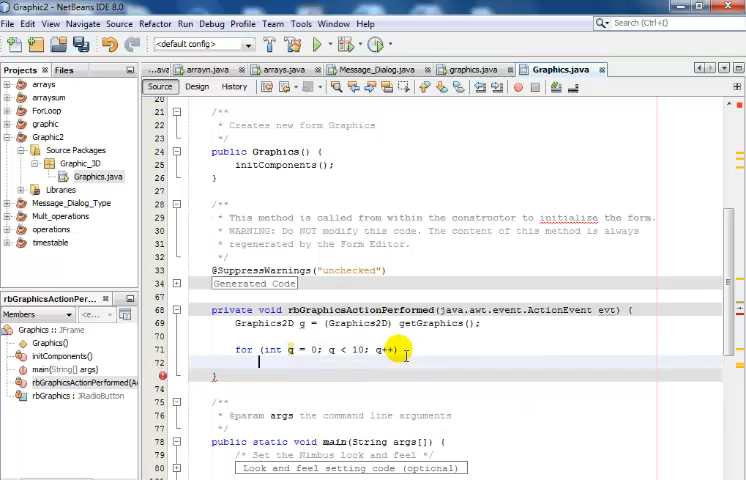 Graphic2 - NetBeans IDE 8.0
File Edit View Navigate Source Refactor Run Debug Profile Team Tools Window Help
Search (Ctrl+I)
<default config>
Projects Files
...ava arrayn.java arrays.java Message_Dialog.java graphics.java Graphics.java
Source Design History
arrays
arraysum
ForLoop
graphic
Graphic2
Source Packages
Graphic_3D
Graphics.java
Libraries
Message_Dialog_Type
Mult_operations
operations
timestable
rbGraphicsActionPerf...
Members <empty>
Graphics :: JFrame
Graphics()
initComponents()
main(String[] args)
rbGraphicsActionPerformed(A
rbGraphics : JRadioButton
20
21 /**
22 * Creates new form Graphics
23 */
24 public Graphics() {
25 initComponents();
26 }
27
28 /**
29 * This method is called from within the constructor to initialize the form.
30 * WARNING: Do NOT modify this code. The content of this method is always
31 * regenerated by the Form Editor.
32 */
33 @SuppressWarnings("unchecked")
34 Generated Code
67
68 private void rbGraphicsActionPerformed(java.awt.event.ActionEvent evt) {
69 Graphics2D g = (Graphics2D) getGraphics();
70
71 for (int q = 0; q < 10; q++)
72
}
74
75 /**
76 * @param args the command line arguments
77 */
78 public static void main(String args[]) {
79 /* Set the Nimbus look and feel */
80 Look and feel setting code (optional)